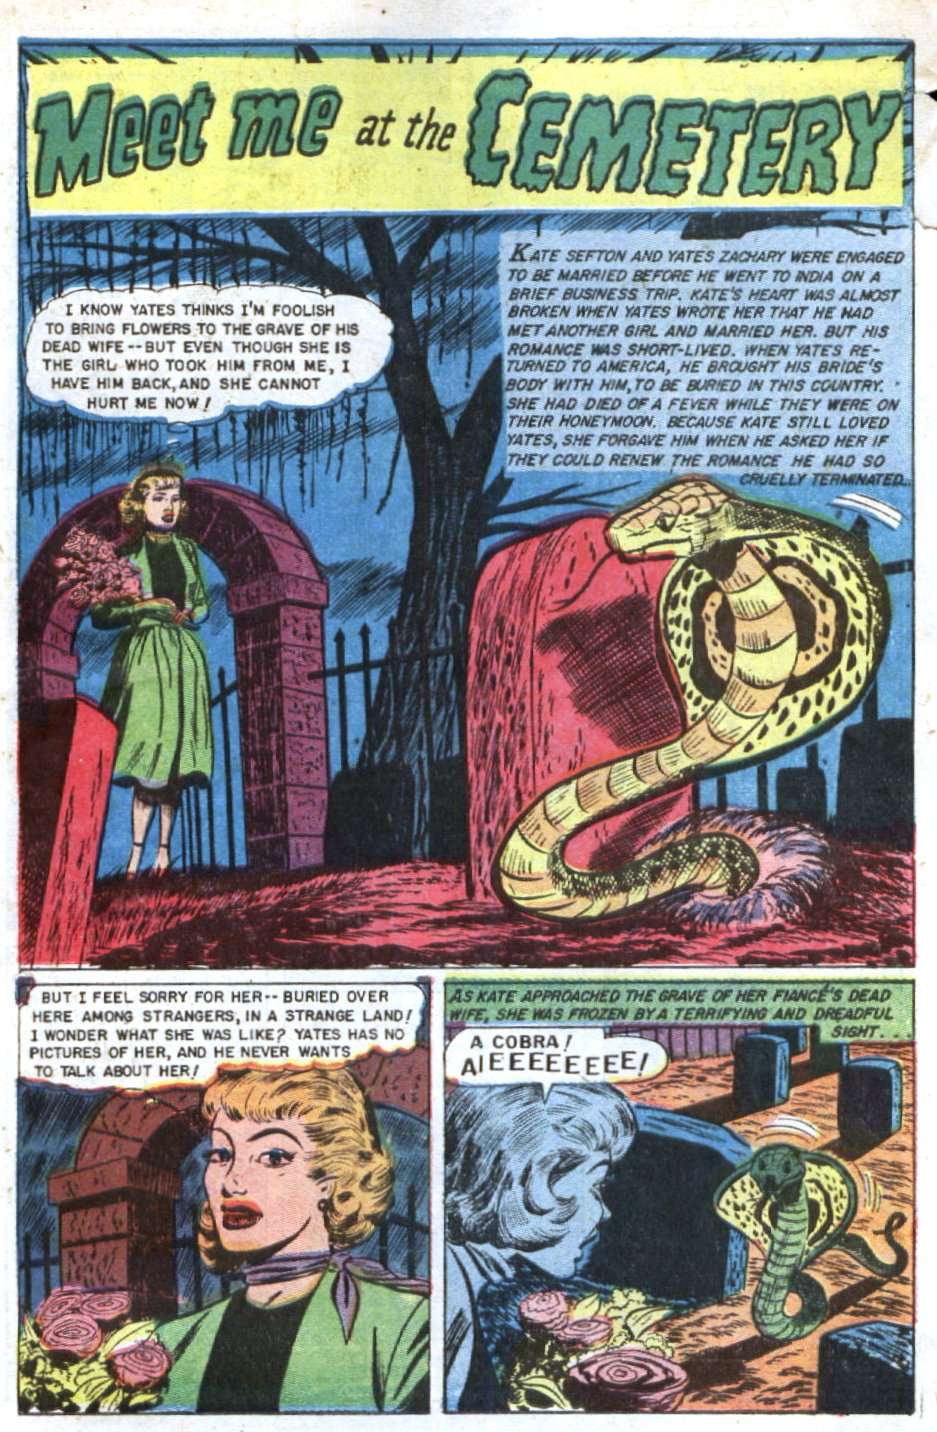 Meet me at the CEMETERY
KATE SEFTON AND YATES ZACHARY WERE ENGAGED
TO BE MARRIED BEFORE HE WENT TO INDIA ON A
BRIEF BUSINESS TRIP. KATE'S HEART WAS ALMOST
BROKEN WHEN YATES WROTE HER THAT HE HAD
MET ANOTHER GIRL AND MARRIED HER. BUT HIS
ROMANCE WAS SHORT-LIVED. WHEN YATES RE-
TURNED TO AMERICA, HE BROUGHT HIS BRIDE'S
BODY WITH HIM, TO BE BURIED IN THIS COUNTRY.
SHE HAD DIED OF A FEVER WHILE THEY WERE ON
THEIR HONEYMOON. BECAUSE KATE STILL LOVED
YATES, SHE FORGAVE HIM WHEN HE ASKED HER IF
THEY COULD RENEW THE ROMANCE HE HAD SO
CRUELLY TERMINATED...
I KNOW YATES THINKS I'M FOOLISH
TO BRING FLOWERS TO THE GRAVE OF HIS
DEAD WIFE--BUT EVEN THOUGH SHE IS
THE GIRL WHO TOOK HIM FROM ME, I
HAVE HIM BACK, AND SHE CANNOT
HURT ME NOW!
BUT I FEEL SORRY FOR HER--BURIED OVER
HERE AMONG STRANGERS, IN A STRANGE LAND!
I WONDER WHAT SHE WAS LIKE? YATES HAS NO
PICTURES OF HER, AND HE NEVER WANTS
TO TALK ABOUT HER!
AS KATE APPROACHED THE GRAVE OF HER FIANCÉ'S DEAD
WIFE, SHE WAS FROZEN BY A TERRIFYING AND DREADFUL
SIGHT...
A COBRA!
AIEEEEEEEE!